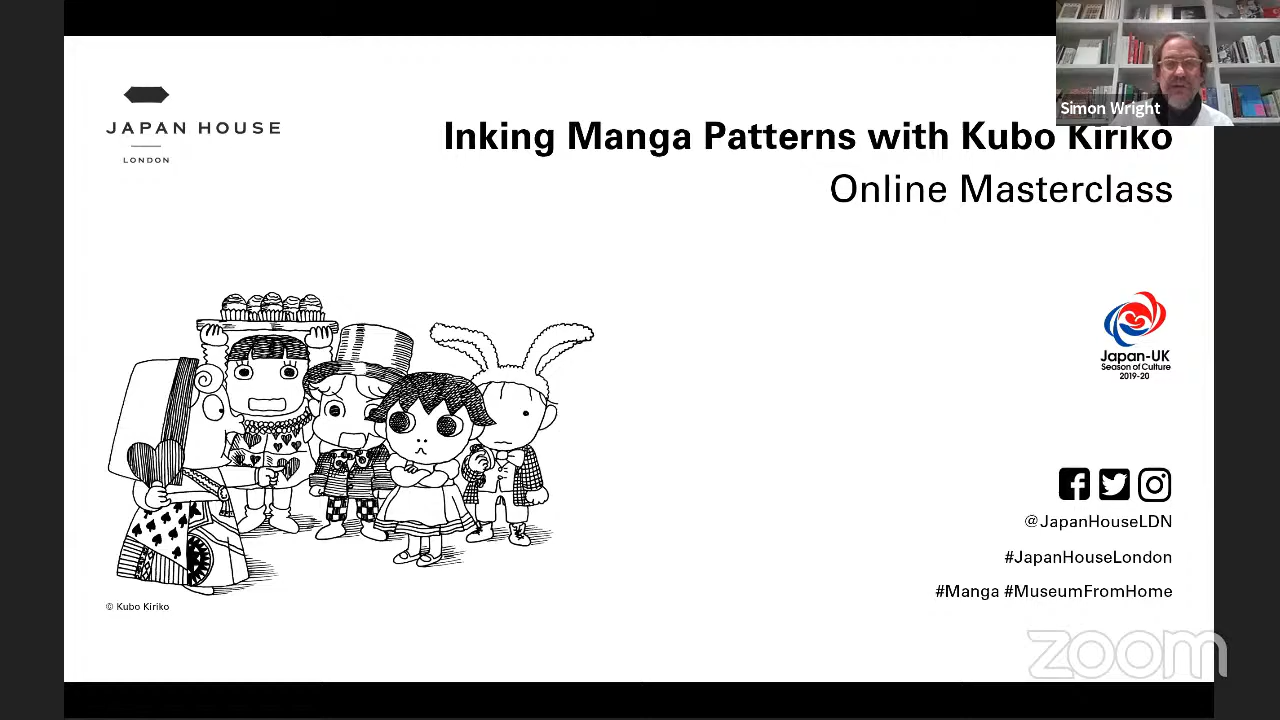 Simon Wright
JAPAN HOUSE
LONDON
Inking Manga Patterns with Kubo Kiriko
Online Masterclass
Japan-UK
Season of Culture
2019-20
@JapanHouseLDN
#JapanHouseLondon
#Manga #MuseumFromHome
© Kubo Kiriko
zoom